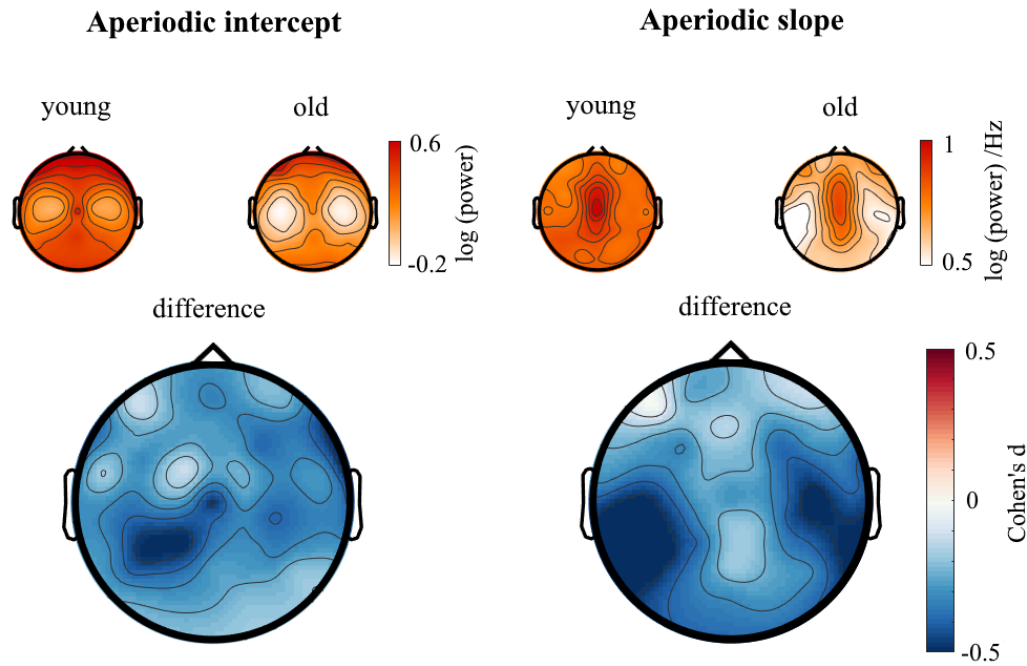 Aperiodic intercept
Aperiodic slope
young
old
young
old
0.6
-0.2
log (power)
1
0.5
log (power) /Hz
difference
difference
0.5
0
-0.5
Cohen's d